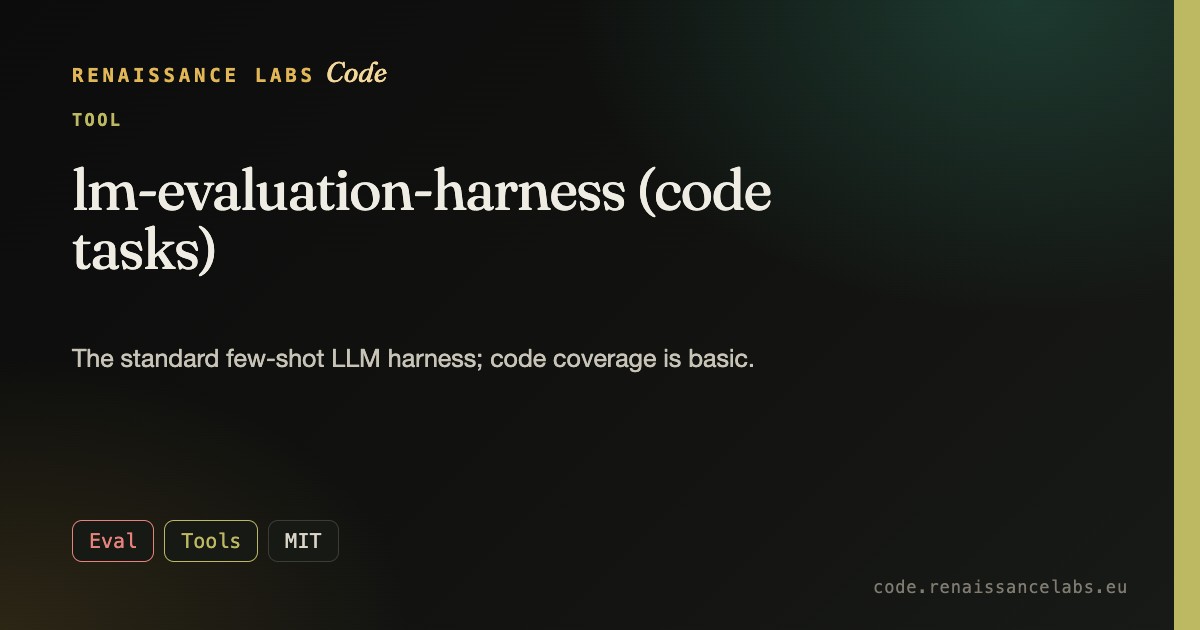 RENAISSANCE LABS Code
TOOL
lm-evaluation-harness (code
tasks)
The standard few-shot LLM harness; code coverage is basic.
Eval Tools MIT
code.renaissancelabs.eu